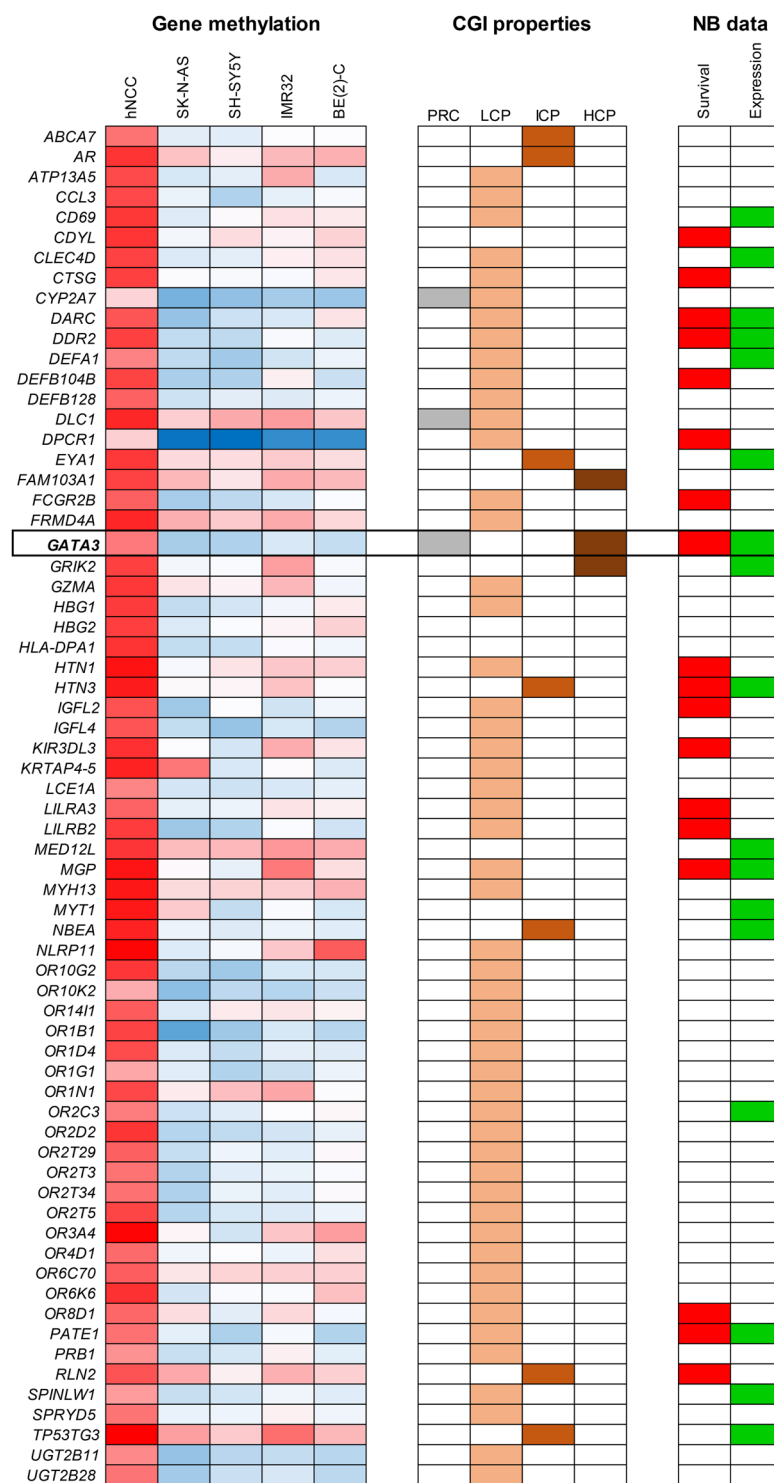 Gene methylation CGI properties NB data
hNCC SK-N-AS SH-SY5Y IMR32 BE(2)-C PRC LCP ICP HCP Survival Expression
ABCA7
AR
ATP13A5
CCL3
CD69
CDYL
CLEC4D
CTSG
CYP2A7
DARC
DDR2
DEFA1
DEFB104B
DEFB128
DLC1
DPCR1
EYA1
FAM103A1
FCGR2B
FRMD4A
GATA3
GRIK2
GZMA
HBG1
HBG2
HLA-DPA1
HTN1
HTN3
IGFL2
IGFL4
KIR3DL3
KRTAP4-5
LCE1A
LILRA3
LILRB2
MED12L
MGP
MYH13
MYT1
NBEA
NLRP11
OR10G2
OR10K2
OR14I1
OR1B1
OR1D4
OR1G1
OR1N1
OR2C3
OR2D2
OR2T29
OR2T3
OR2T34
OR2T5
OR3A4
OR4D1
OR6C70
OR6K6
OR8D1
PATE1
PRB1
RLN2
SPINLW1
SPRYD5
TP53TG3
UGT2B11
UGT2B28